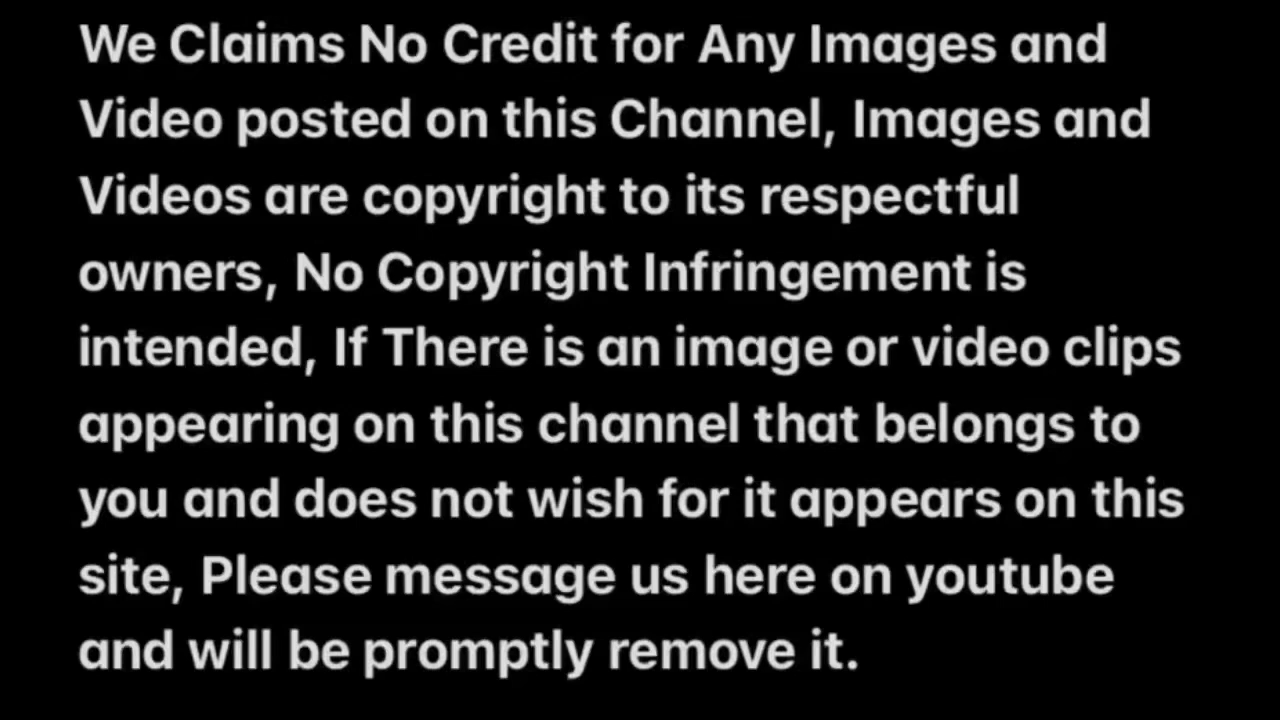 We Claims No Credit for Any Images and
Video posted on this Channel, Images and
Videos are copyright to its respectful
owners, No Copyright Infringement is
intended, If There is an image or video clips
appearing on this channel that belongs to
you and does not wish for it appears on this
site, Please message us here on youtube
and will be promptly remove it.